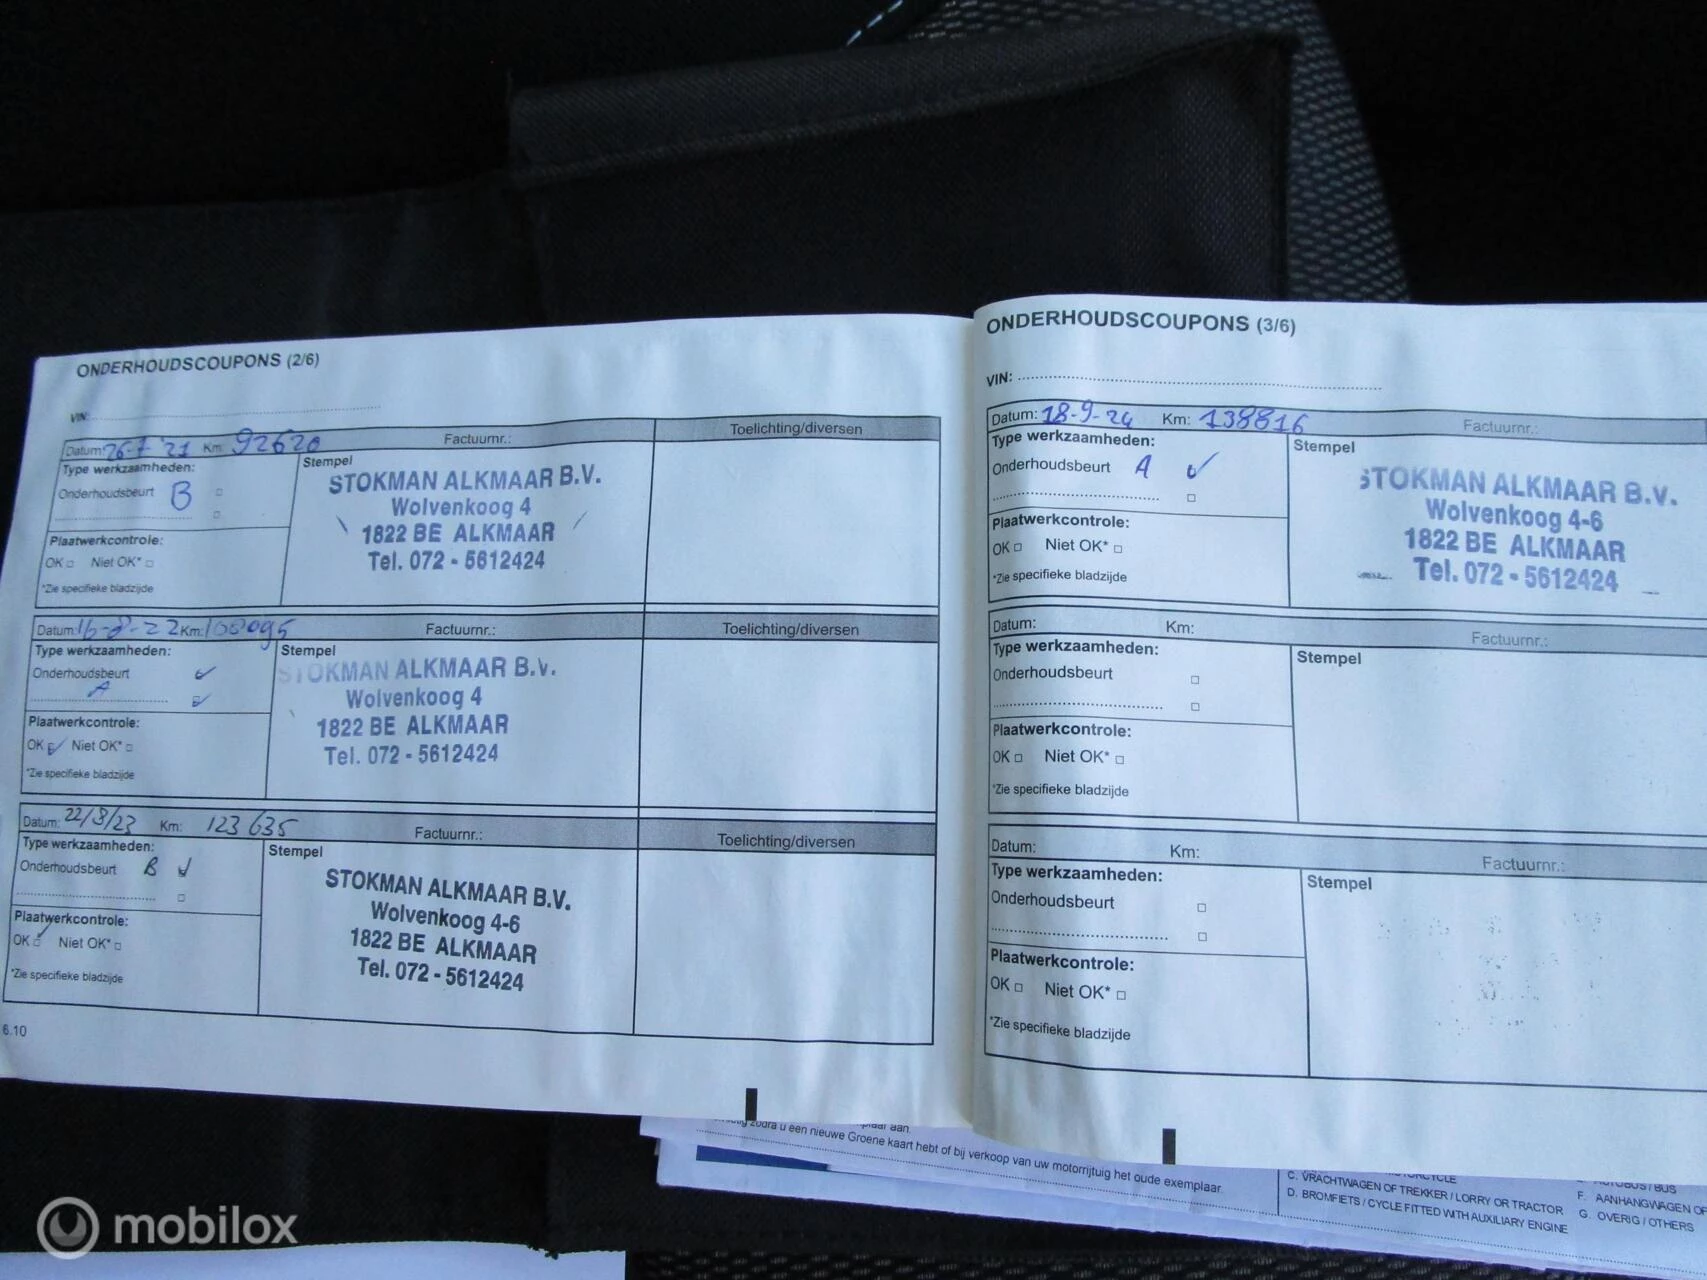 ONDERHOUDSCOUPONS (2/6)
VIN:
Datum: 26-7-'21 Km: 92620 Factuurnr.: Toelichting/diversen
Type werkzaamheden: Stempel
Onderhoudsbeurt B
STOKMAN ALKMAAR B.V.
Wolvenkoog 4
1822 BE ALKMAAR
Tel. 072 - 5612424
Plaatwerkcontrole:
OK Niet OK*
*Zie specifieke bladzijde
Datum: 16-8-22 Km: 108095 Factuurnr.: Toelichting/diversen
Type werkzaamheden: Stempel
Onderhoudsbeurt
A
STOKMAN ALKMAAR B.V.
Wolvenkoog 4
1822 BE ALKMAAR
Tel. 072 - 5612424
Plaatwerkcontrole:
OK Niet OK*
*Zie specifieke bladzijde
Datum: 22/8/23 Km: 123635 Factuurnr.: Toelichting/diversen
Type werkzaamheden: Stempel
Onderhoudsbeurt B
STOKMAN ALKMAAR B.V.
Wolvenkoog 4-6
1822 BE ALKMAAR
Tel. 072 - 5612424
Plaatwerkcontrole:
OK Niet OK*
*Zie specifieke bladzijde
6.10
ONDERHOUDSCOUPONS (3/6)
VIN:
Datum: 18-9-24 Km: 138816 Factuurnr.:
Type werkzaamheden: Stempel
Onderhoudsbeurt A
STOKMAN ALKMAAR B.V.
Wolvenkoog 4-6
1822 BE ALKMAAR
Tel. 072 - 5612424
Plaatwerkcontrole:
OK Niet OK*
*Zie specifieke bladzijde
Datum: Km: Factuurnr.:
Type werkzaamheden: Stempel
Onderhoudsbeurt
Plaatwerkcontrole:
OK Niet OK*
*Zie specifieke bladzijde
Datum: Km: Factuurnr.:
Type werkzaamheden: Stempel
Onderhoudsbeurt
Plaatwerkcontrole:
OK Niet OK*
*Zie specifieke bladzijde
aan.
zodra u een nieuwe Groene kaart hebt of bij verkoop van uw motorrijtuig het oude exemplaar.
C. VRACHTWAGEN OF TREKKER / LORRY OR TRACTOR
D. BROMFIETS / CYCLE FITTED WITH AUXILIARY ENGINE
AUTOBUS / BUS
F. AANHANGWAGEN OF
G. OVERIG / OTHERS
mobilox